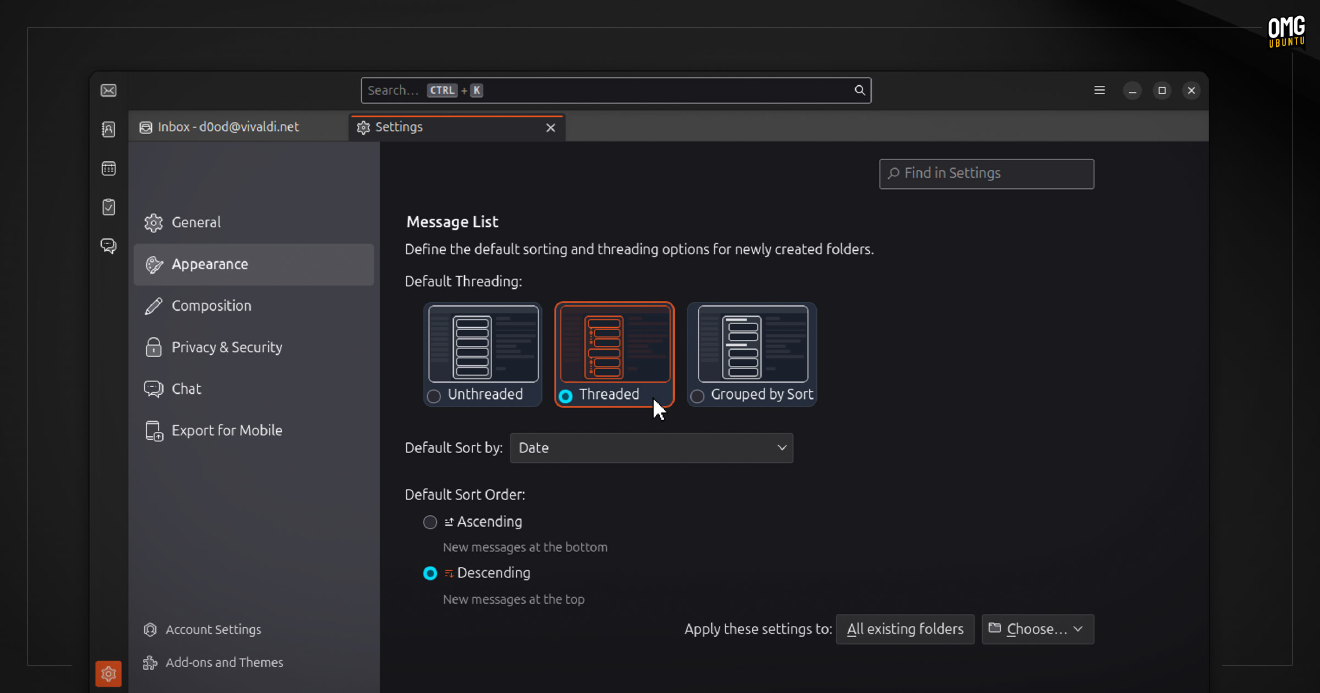 OMG
UBUNTU
Search... CTRL + K
Inbox - d0od@vivaldi.net
Settings
Find in Settings
General
Appearance
Composition
Privacy & Security
Chat
Export for Mobile
Account Settings
Add-ons and Themes
Message List
Define the default sorting and threading options for newly created folders.
Default Threading:
Unthreaded
Threaded
Grouped by Sort
Default Sort by: Date
Default Sort Order:
Ascending
New messages at the bottom
Descending
New messages at the top
Apply these settings to: All existing folders Choose...